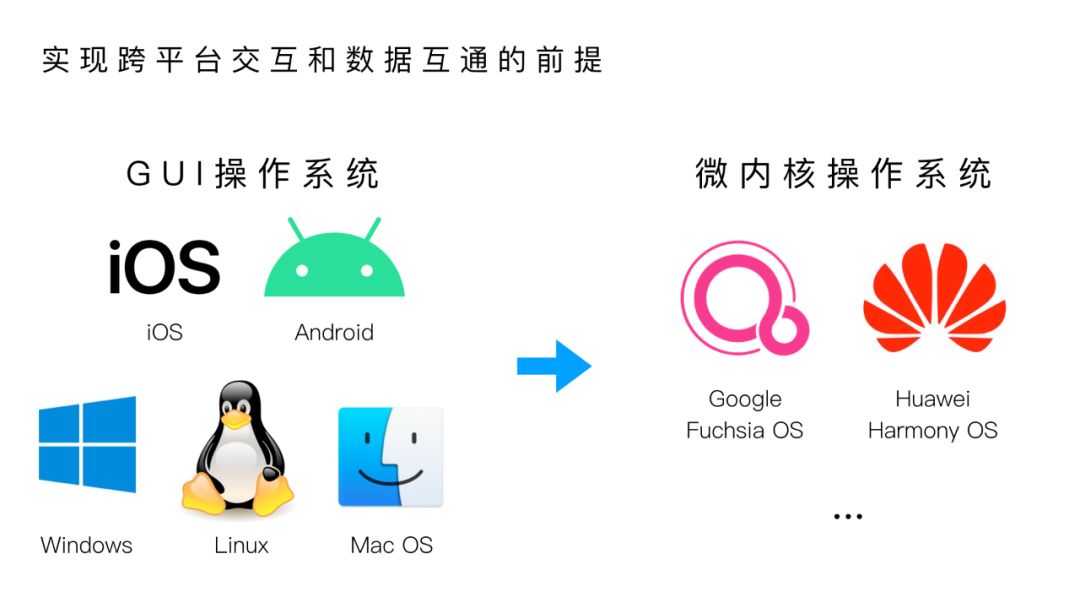 实现跨平台交互和数据互通的前提
GUI操作系统
iOS
iOS
Android
Windows
Linux
Mac OS
微内核操作系统
Google
Fuchsia OS
Huawei
Harmony OS
...